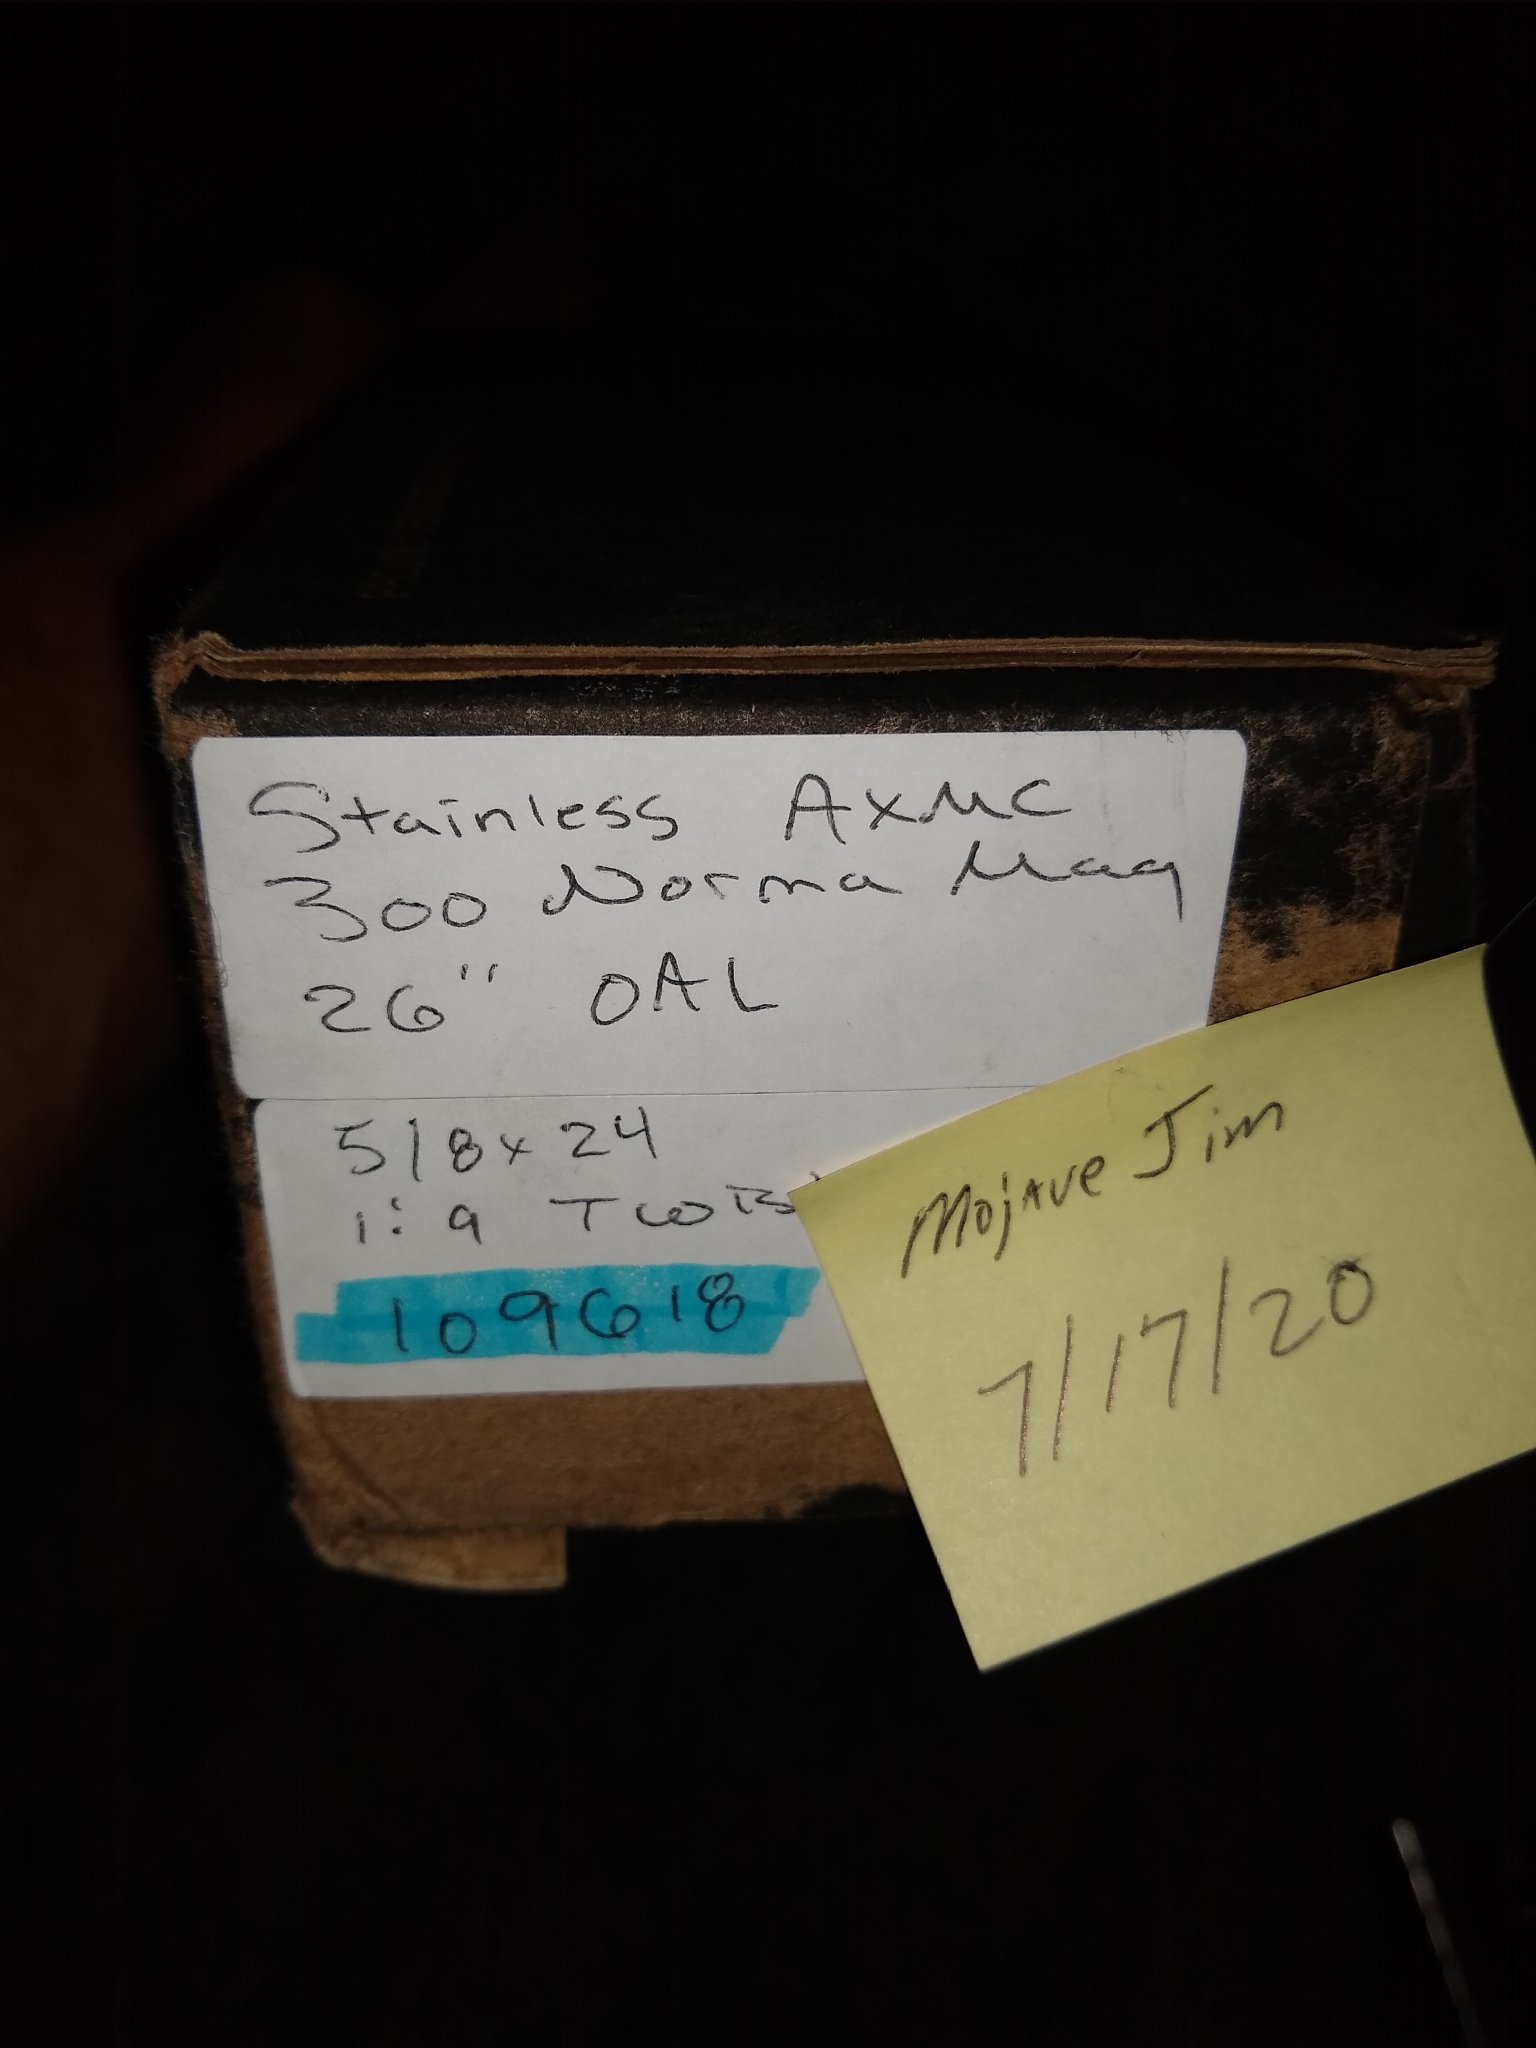 Stainless AXMC
300 Norma Mag
26" OAL
5/8x24
1:9
109618
Mojave Jim
7/17/20